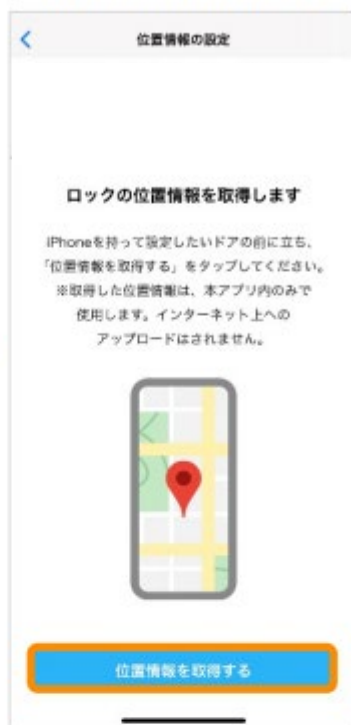 位置情報の設定
ロックの位置情報を取得します
iPhoneを持って設定したいドアの前に立ち、
「位置情報を取得する」をタップしてください。
※取得した位置情報は、本アプリ内のみで
使用します。インターネット上への
アップロードはされません。
位置情報を取得する